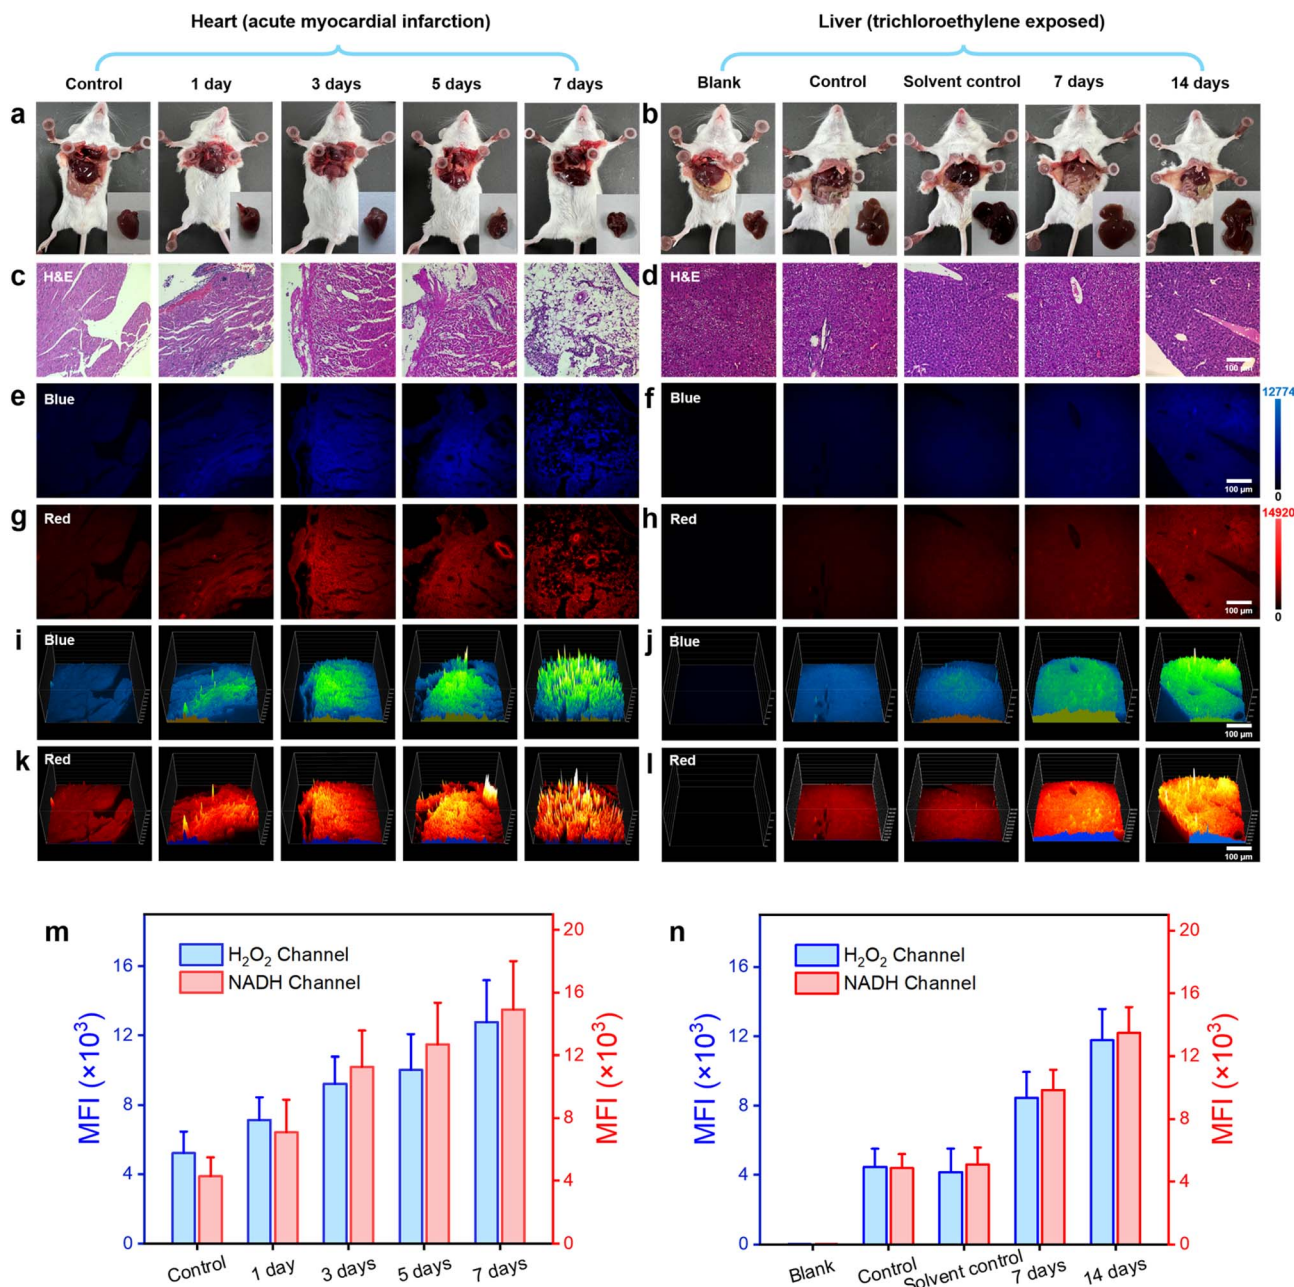 Heart (acute myocardial infarction)
Liver (trichloroethylene exposed)
Control 1 day 3 days 5 days 7 days
Blank Control Solvent control 7 days 14 days
a
b
c H&E
d H&E
100 μm
e Blue
f Blue
100 μm
12774
0
g Red
h Red
100 μm
14920
0
i Blue
j Blue
100 μm
k Red
l Red
100 μm
m
H₂O₂ Channel
NADH Channel
MFI (×10³)
16
12
8
4
0
MFI (×10³)
20
16
12
8
4
0
Control 1 day 3 days 5 days 7 days
n
H₂O₂ Channel
NADH Channel
MFI (×10³)
16
12
8
4
0
MFI (×10³)
20
16
12
8
4
0
Blank Control Solvent control 7 days 14 days